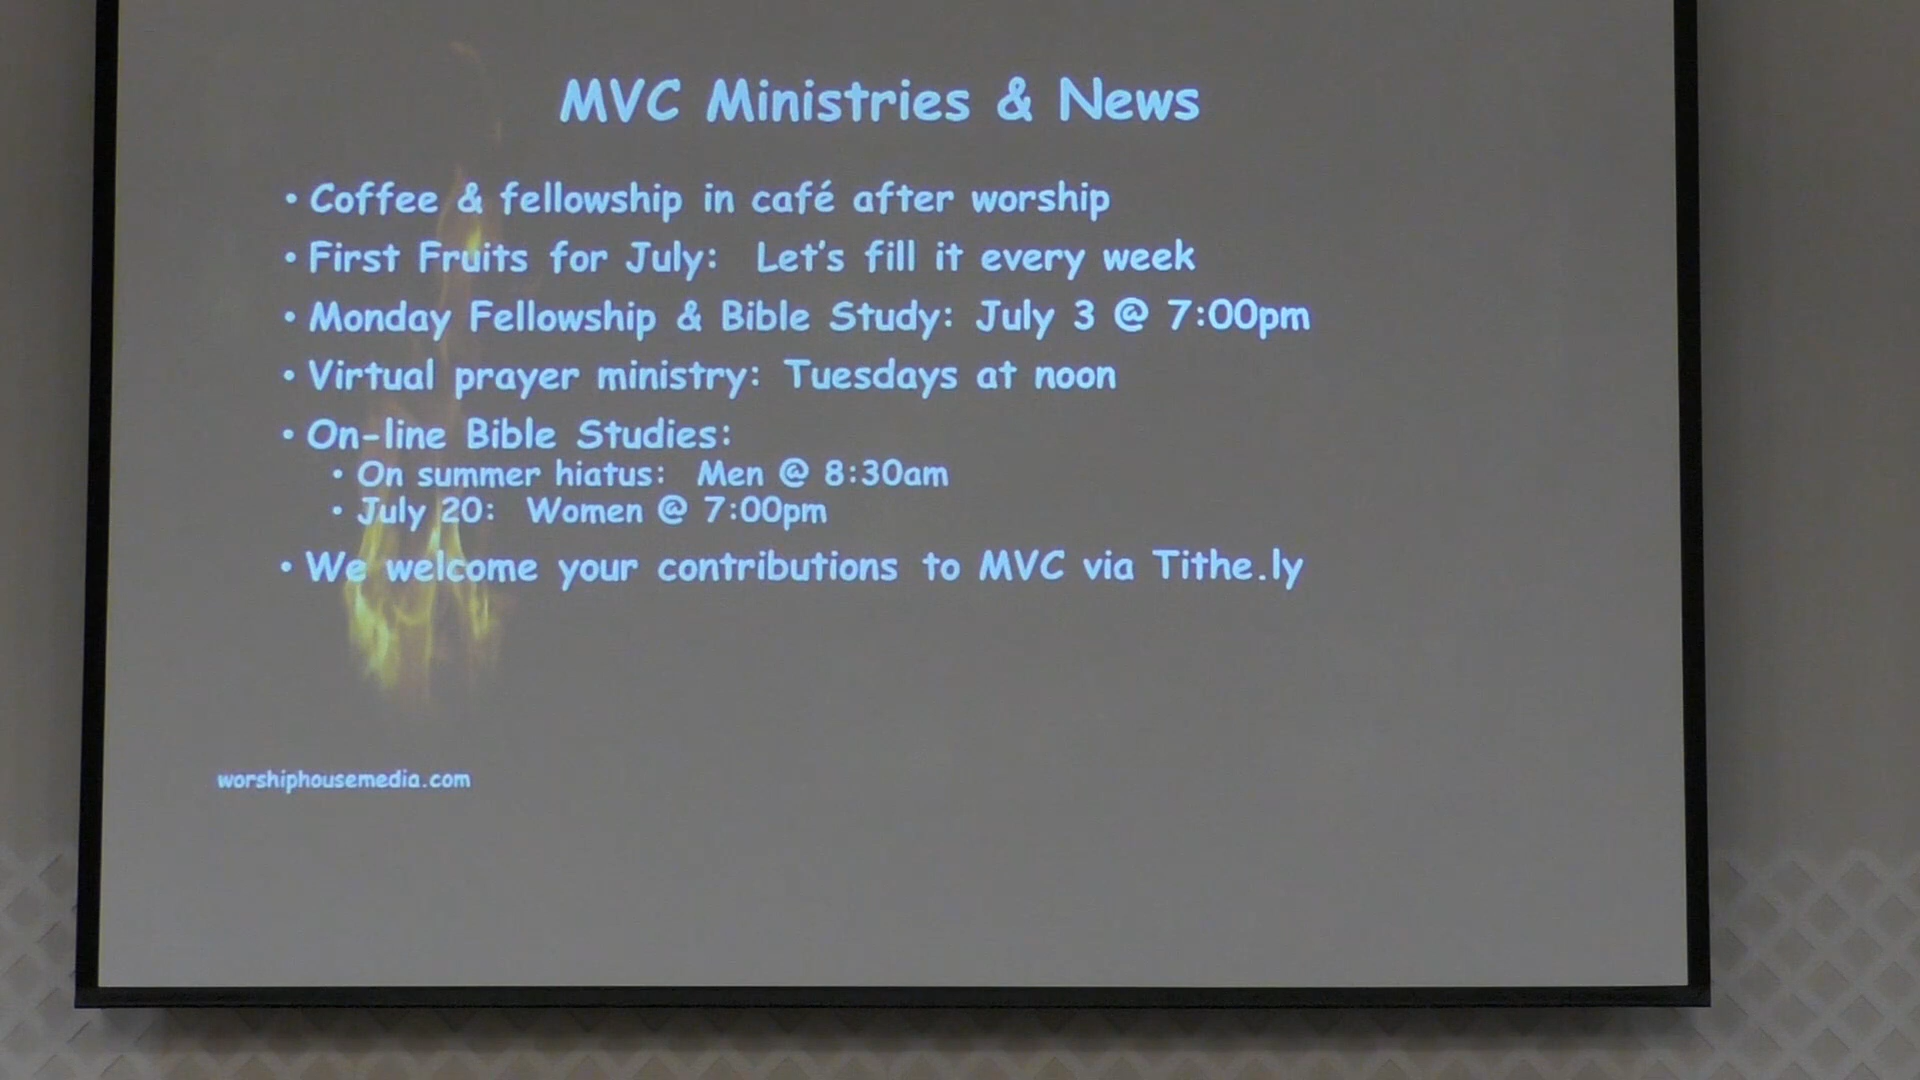 MVC Ministries & News
• Coffee & fellowship in café after worship
• First Fruits for July: Let's fill it every week
• Monday Fellowship & Bible Study: July 3 @ 7:00pm
• Virtual prayer ministry: Tuesdays at noon
• On-line Bible Studies:
• On summer hiatus: Men @ 8:30am
• July 20: Women @ 7:00pm
• We welcome your contributions to MVC via Tithe.ly
worshiphousemedia.com